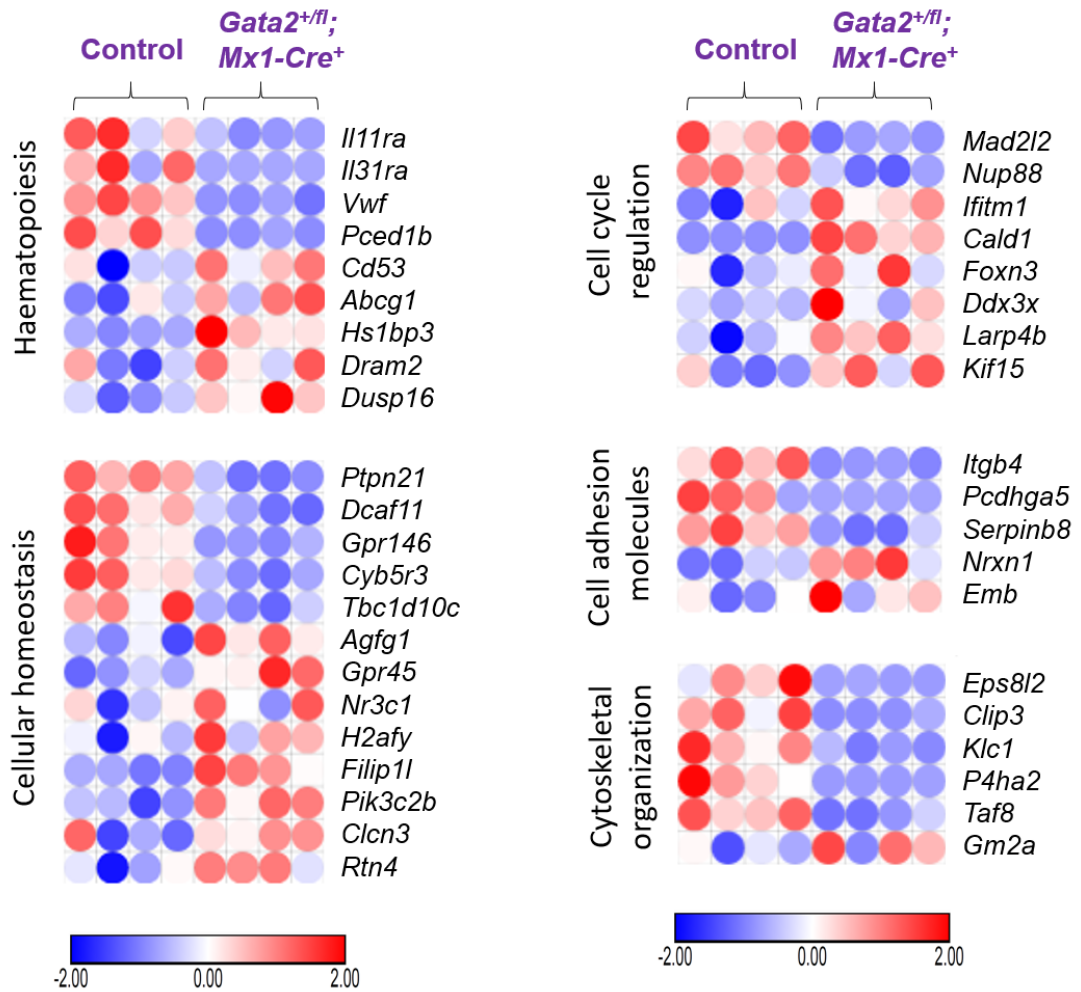 Control
Gata2+/fl;
Mx1-Cre+
Haematopoiesis
Il11ra
Il31ra
Vwf
Pced1b
Cd53
Abcg1
Hs1bp3
Dram2
Dusp16
Cellular homeostasis
Ptpn21
Dcaf11
Gpr146
Cyb5r3
Tbc1d10c
Agfg1
Gpr45
Nr3c1
H2afy
Filip1l
Pik3c2b
Clcn3
Rtn4
-2.00 0.00 2.00
Control
Gata2+/fl;
Mx1-Cre+
Cell cycle
regulation
Mad2l2
Nup88
Ifitm1
Cald1
Foxn3
Ddx3x
Larp4b
Kif15
Cell adhesion
molecules
Itgb4
Pcdhga5
Serpinb8
Nrxn1
Emb
Cytoskeletal
organization
Eps8l2
Clip3
Klc1
P4ha2
Taf8
Gm2a
-2.00 0.00 2.00